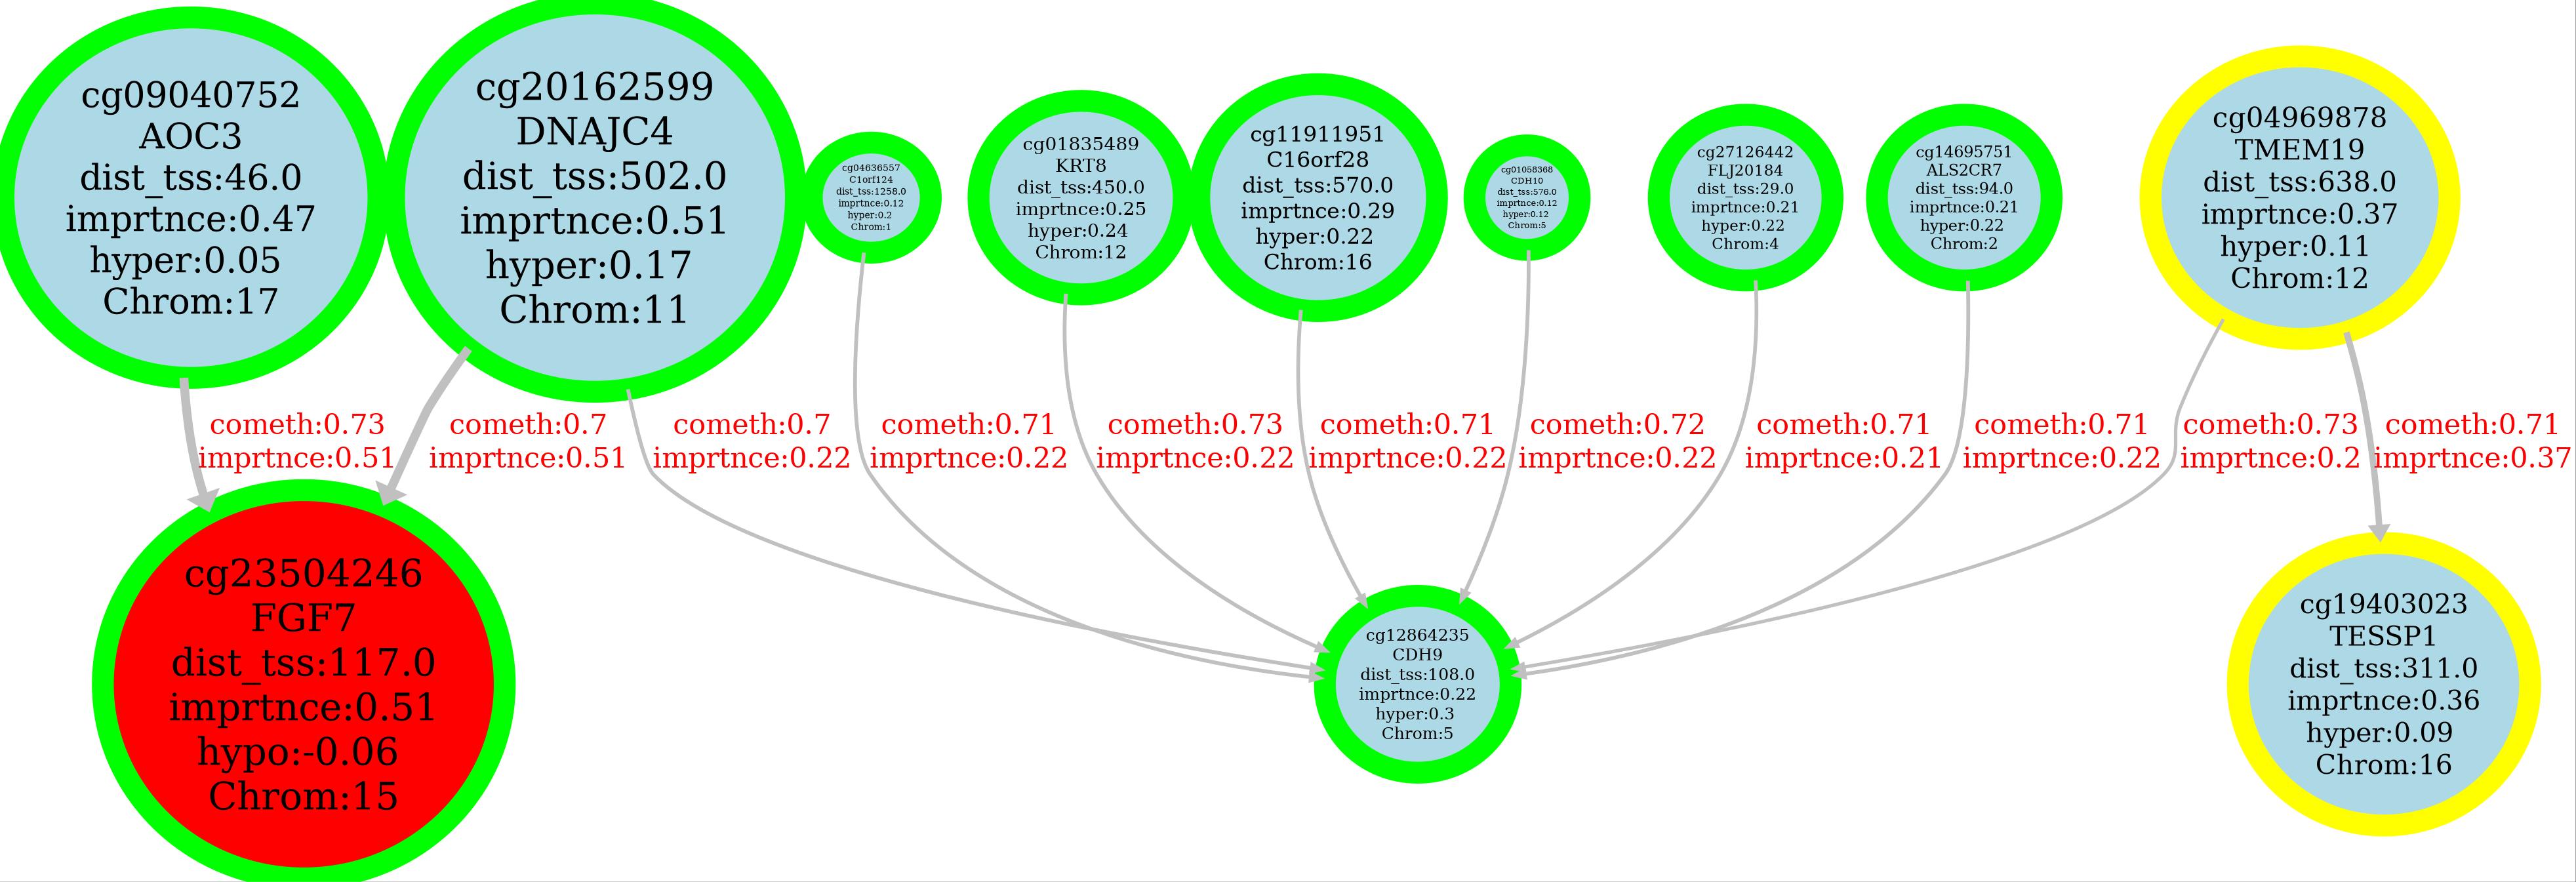 cg09040752
AOC3
dist_tss:46.0
imprtnce:0.47
hyper:0.05
Chrom:17
cg20162599
DNAJC4
dist_tss:502.0
imprtnce:0.51
hyper:0.17
Chrom:11
cg04636557
C1orf124
dist_tss:1258.0
imprtnce:0.12
hyper:0.2
Chrom:1
cg01835489
KRT8
dist_tss:450.0
imprtnce:0.25
hyper:0.24
Chrom:12
cg11911951
C16orf28
dist_tss:570.0
imprtnce:0.29
hyper:0.22
Chrom:16
cg01058368
CDH10
dist_tss:576.0
imprtnce:0.12
hyper:0.12
Chrom:5
cg27126442
FLJ20184
dist_tss:29.0
imprtnce:0.21
hyper:0.22
Chrom:4
cg14695751
ALS2CR7
dist_tss:94.0
imprtnce:0.21
hyper:0.22
Chrom:2
cg04969878
TMEM19
dist_tss:638.0
imprtnce:0.37
hyper:0.11
Chrom:12
cometh:0.73
imprtnce:0.51
cometh:0.7
imprtnce:0.51
cometh:0.7
imprtnce:0.22
cometh:0.71
imprtnce:0.22
cometh:0.73
imprtnce:0.22
cometh:0.71
imprtnce:0.22
cometh:0.72
imprtnce:0.22
cometh:0.71
imprtnce:0.21
cometh:0.71
imprtnce:0.22
cometh:0.73
imprtnce:0.2
cometh:0.71
imprtnce:0.37
cg23504246
FGF7
dist_tss:117.0
imprtnce:0.51
hypo:-0.06
Chrom:15
cg12864235
CDH9
dist_tss:108.0
imprtnce:0.22
hyper:0.3
Chrom:5
cg19403023
TESSP1
dist_tss:311.0
imprtnce:0.36
hyper:0.09
Chrom:16